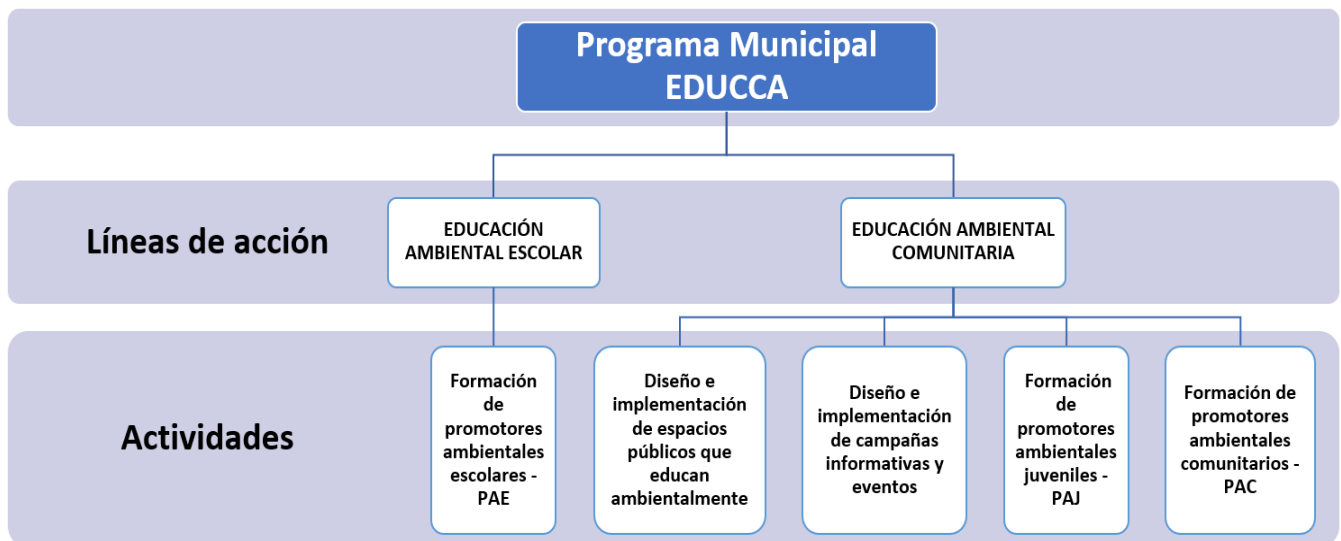 Programa Municipal
EDUCCA
Líneas de acción
EDUCACIÓN
AMBIENTAL ESCOLAR
EDUCACIÓN AMBIENTAL
COMUNITARIA
Actividades
Formación
de
promotores
ambientales
escolares -
PAE
Diseño e
implementación
de espacios
públicos que
educan
ambientalmente
Diseño e
implementación
de campañas
informativas y
eventos
Formación
de
promotores
ambientales
juveniles -
PAJ
Formación de
promotores
ambientales
comunitarios -
PAC